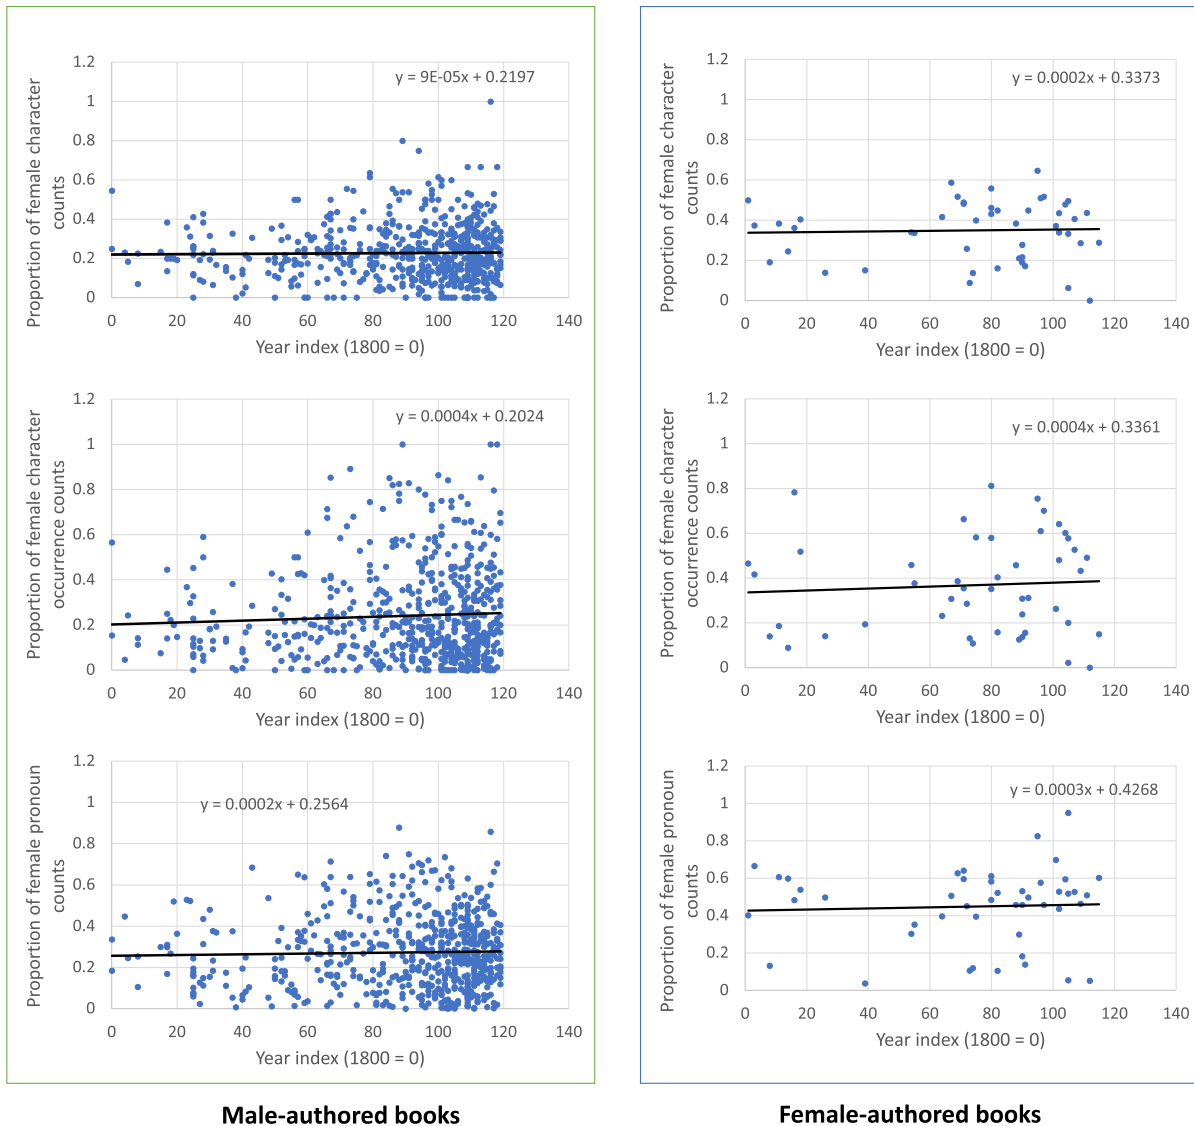 Proportion of female character
counts
1.2
1
0.8
0.6
0.4
0.2
0
y = 9E-05x + 0.2197
0 20 40 60 80 100 120 140
Year index (1800 = 0)
Proportion of female character
occurrence counts
1.2
1
0.8
0.6
0.4
0.2
0
y = 0.0004x + 0.2024
0 20 40 60 80 100 120 140
Year index (1800 = 0)
Proportion of female pronoun
counts
1.2
1
0.8
0.6
0.4
0.2
0
y = 0.0002x + 0.2564
0 20 40 60 80 100 120 140
Year index (1800 = 0)
Male-authored books
Proportion of female character
counts
1.2
1
0.8
0.6
0.4
0.2
0
y = 0.0002x + 0.3373
0 20 40 60 80 100 120 140
Year index (1800 = 0)
Proportion of female character
occurrence counts
1.2
1
0.8
0.6
0.4
0.2
0
y = 0.0004x + 0.3361
0 20 40 60 80 100 120 140
Year index (1800 = 0)
Proportion of female pronoun
counts
1.2
1
0.8
0.6
0.4
0.2
0
y = 0.0003x + 0.4268
0 20 40 60 80 100 120 140
Year index (1800 = 0)
Female-authored books